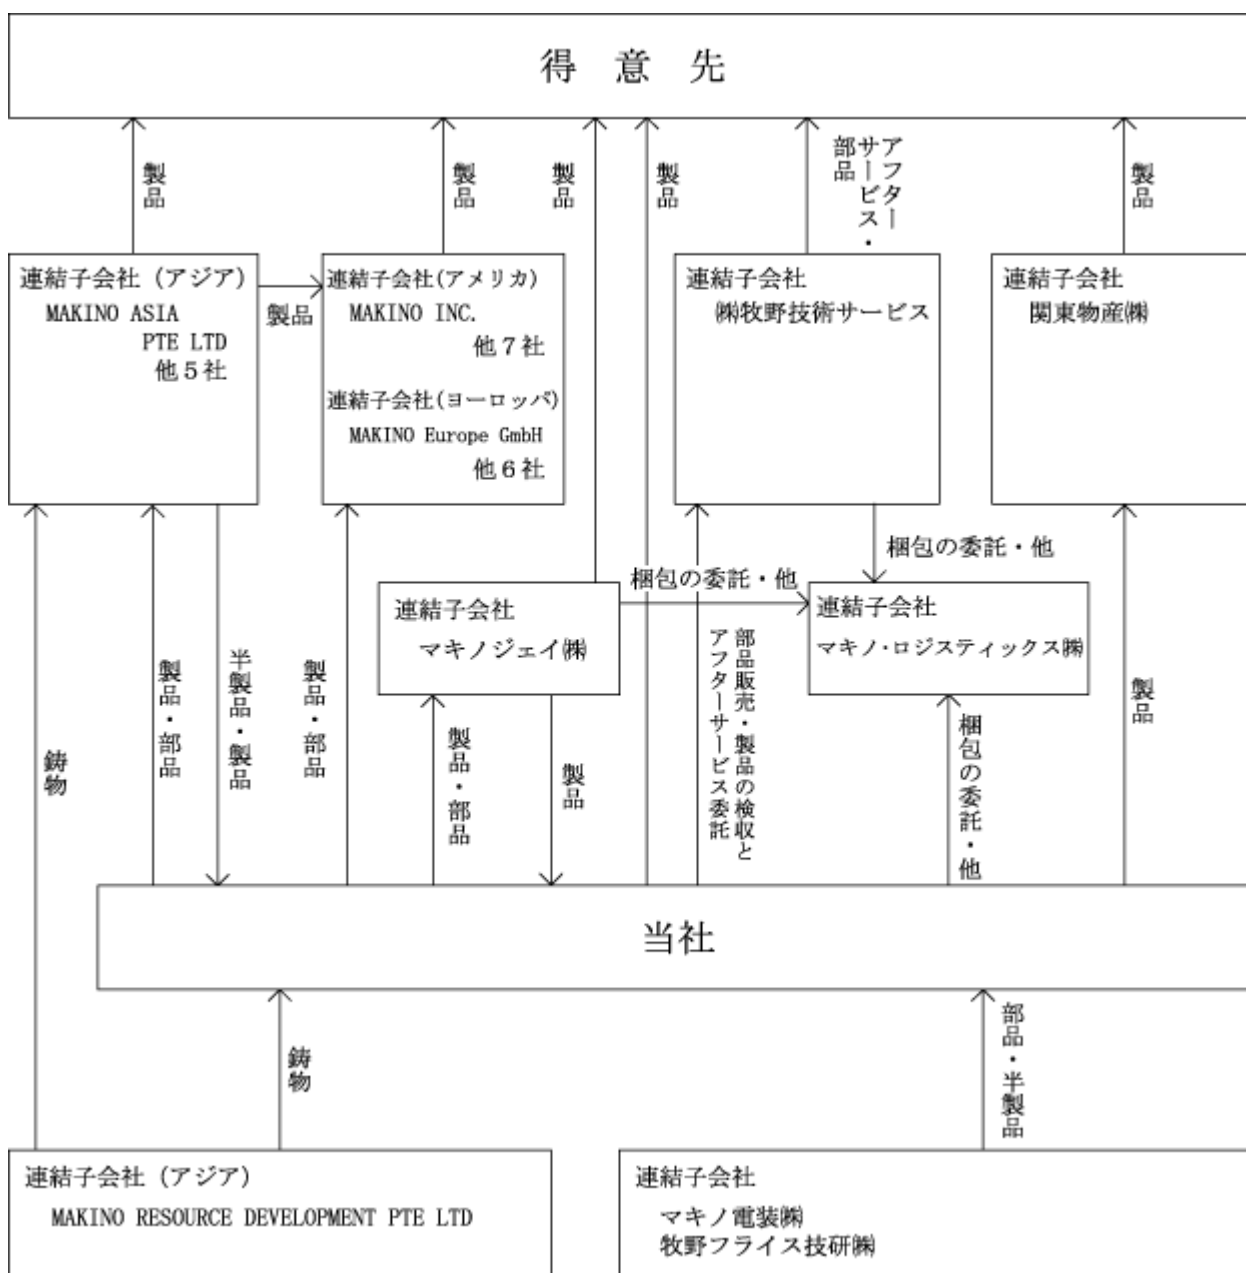 得 意 先
製品
製品
製品
製品
アフター
サービス・
部品
製品
連結子会社 (アジア)
MAKINO ASIA
PTE LTD
他５社
製品
連結子会社(アメリカ)
MAKINO INC.
他７社
連結子会社(ヨーロッパ)
MAKINO Europe GmbH
他６社
連結子会社
㈱牧野技術サービス
連結子会社
関東物産㈱
梱包の委託・他
梱包の委託・他
連結子会社
マキノジェイ㈱
連結子会社
マキノ・ロジスティックス㈱
鋳物
製品・部品
半製品・製品
製品・部品
製品・部品
製品
部品販売・製品の検収と
アフターサービス委託
梱包の委託・他
製品
当社
鋳物
部品・半製品
連結子会社 (アジア)
MAKINO RESOURCE DEVELOPMENT PTE LTD
連結子会社
マキノ電装㈱
牧野フライス技研㈱